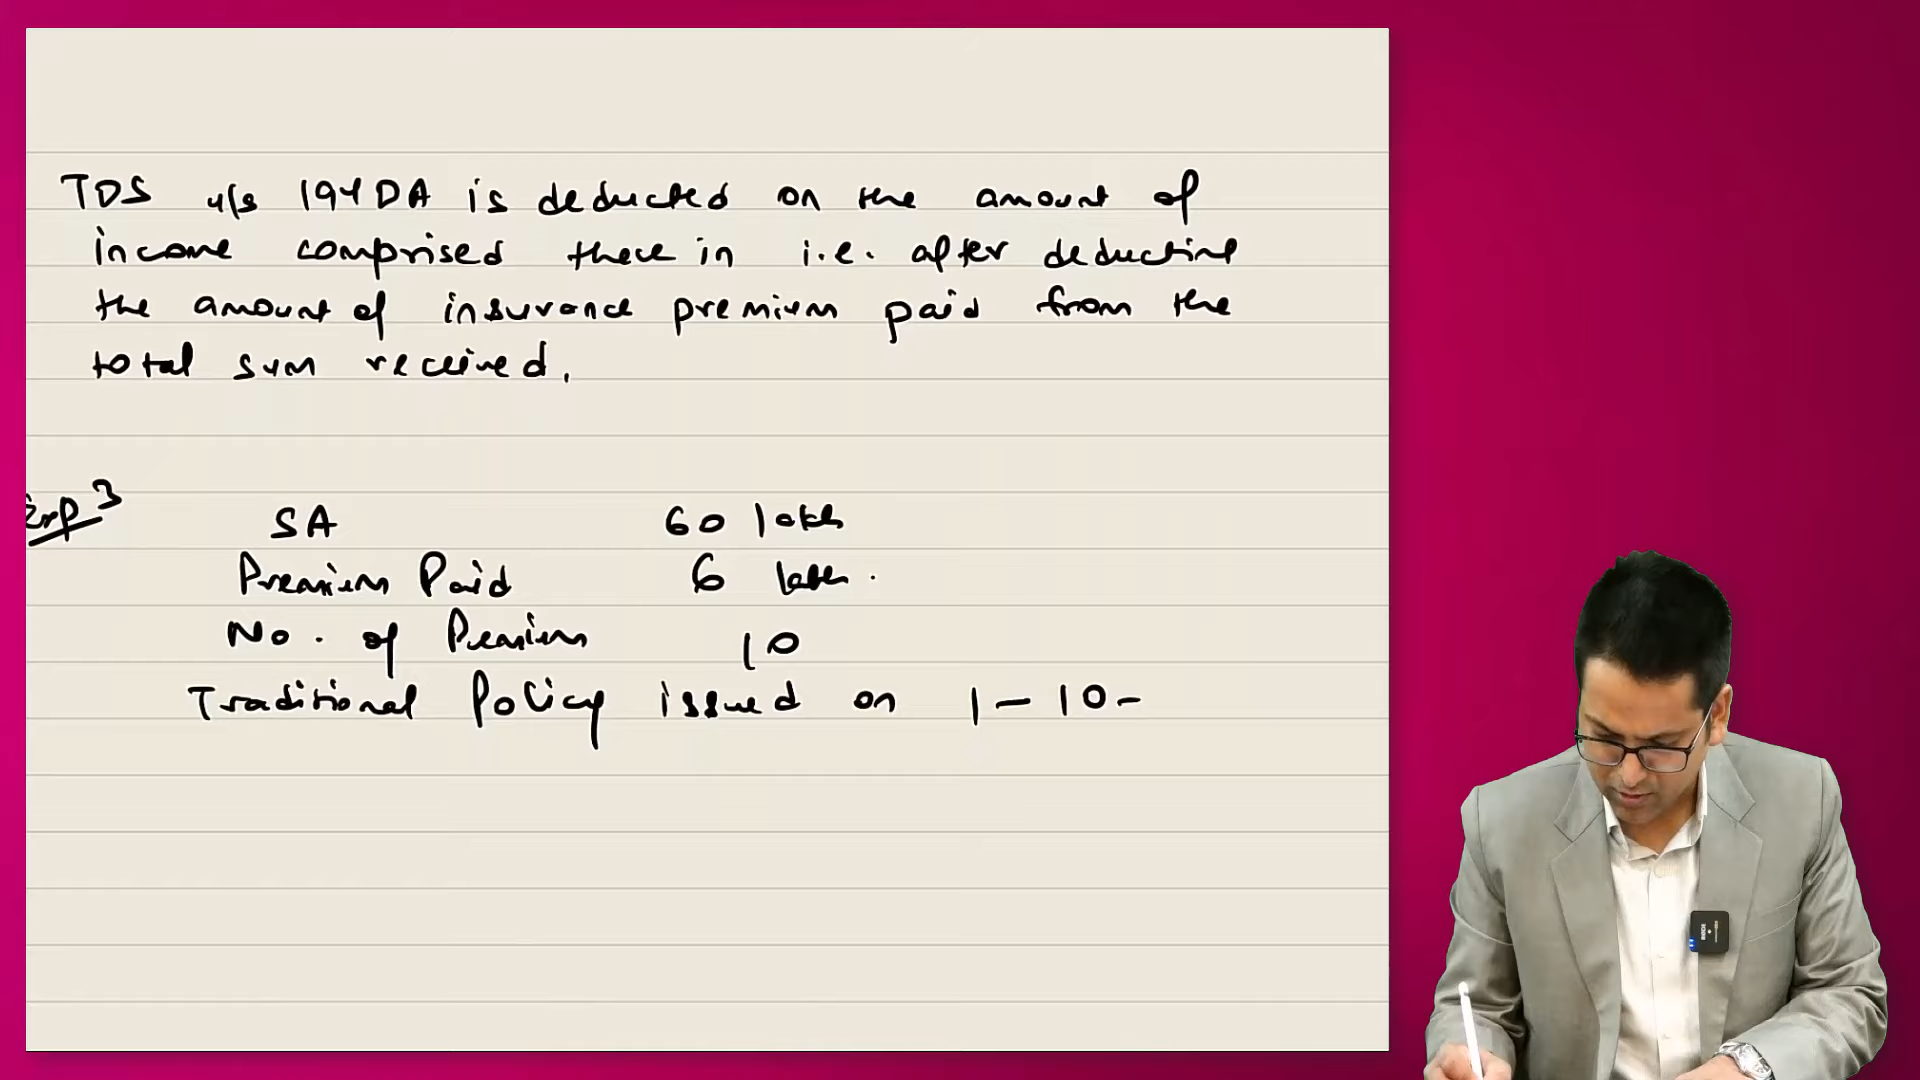 TDS u/s 194DA is deducted on the amount of
income comprised there in i.e. after deducting
the amount of insurance premium paid from the
total sum received.
Exp 3
SA 60 lakhs
Premium Paid 6 lakhs.
No. of Premium 10
Traditional Policy issued on 1-10-